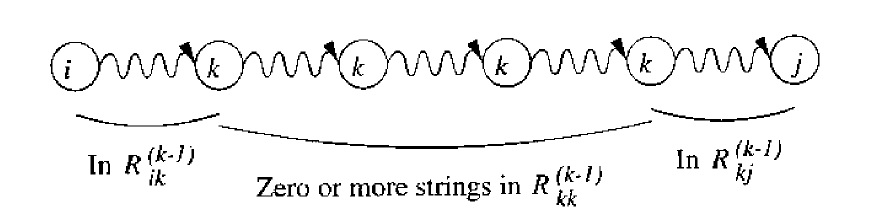 i k k k k j
In R_{ik}^{(k-1)} Zero or more strings in R_{kk}^{(k-1)} In R_{kj}^{(k-1)}